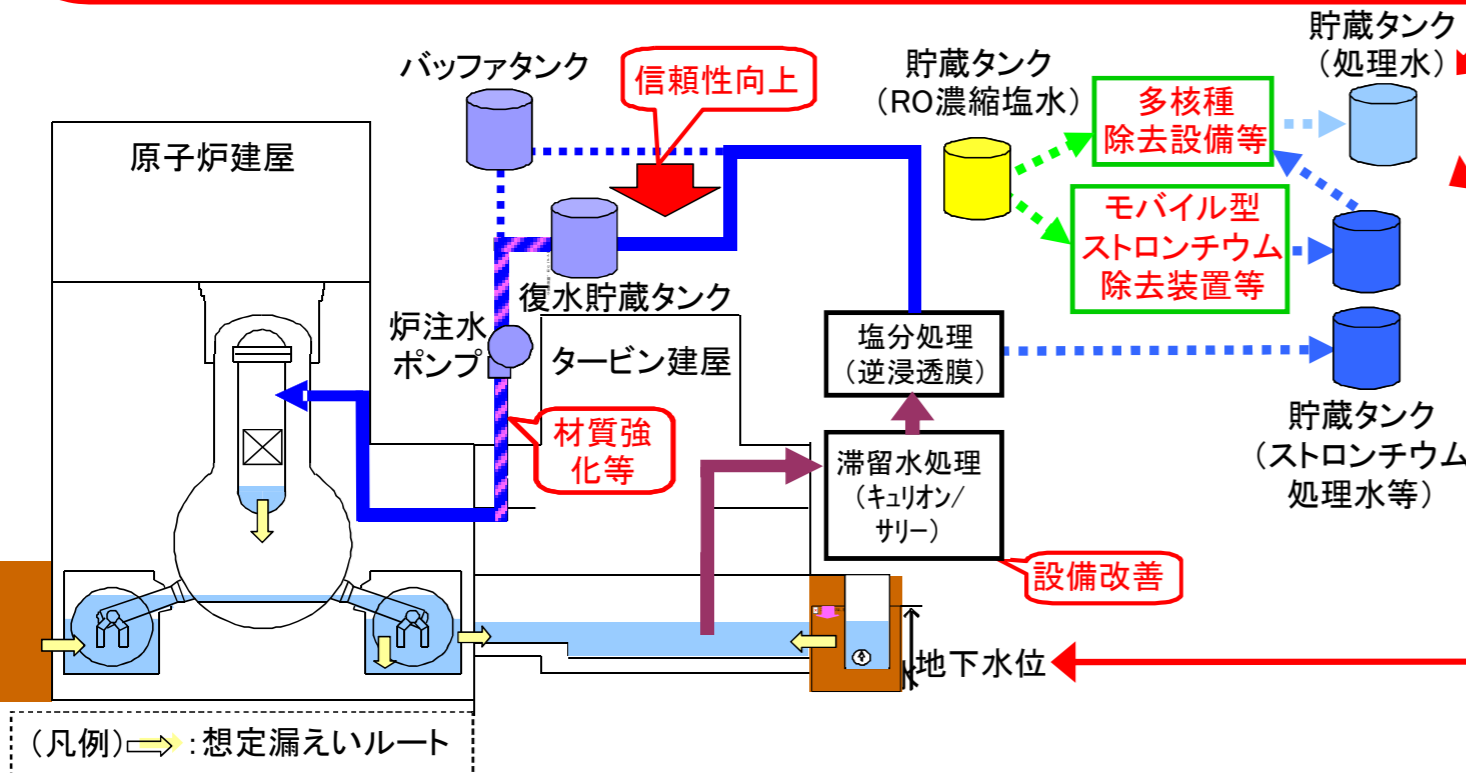 貯蔵タンク
（処理水）
バッファタンク
信頼性向上
貯蔵タンク
（RO濃縮塩水）
多核種
除去設備等
原子炉建屋
モバイル型
ストロンチウム
除去装置等
復水貯蔵タンク
炉注水
ポンプ
タービン建屋
塩分処理
（逆浸透膜）
材質強
化等
貯蔵タンク
（ストロンチウム
処理水等）
滞留水処理
（キュリオン/
サリー）
設備改善
地下水位
（凡例） ：想定漏えいルート